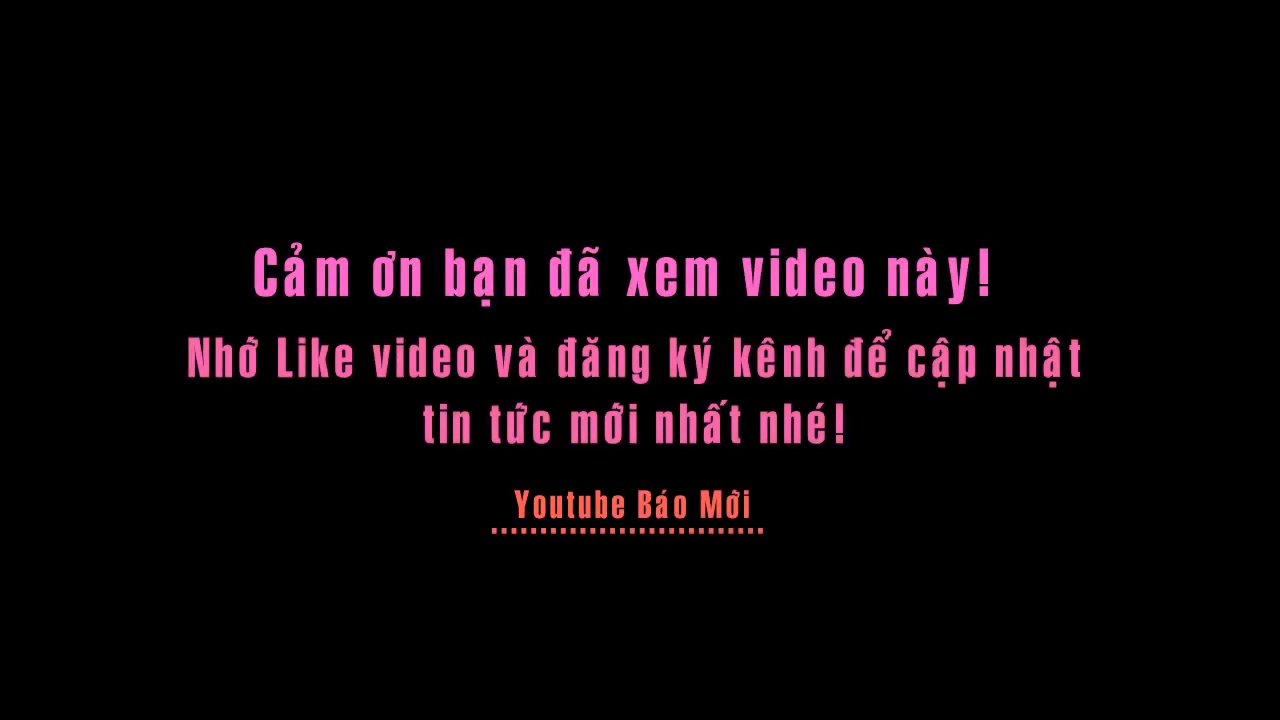 Cảm ơn bạn đã xem video này!
Nhớ Like video và đăng ký kênh để cập nhật
tin tức mới nhất nhé!
Youtube Báo Mới